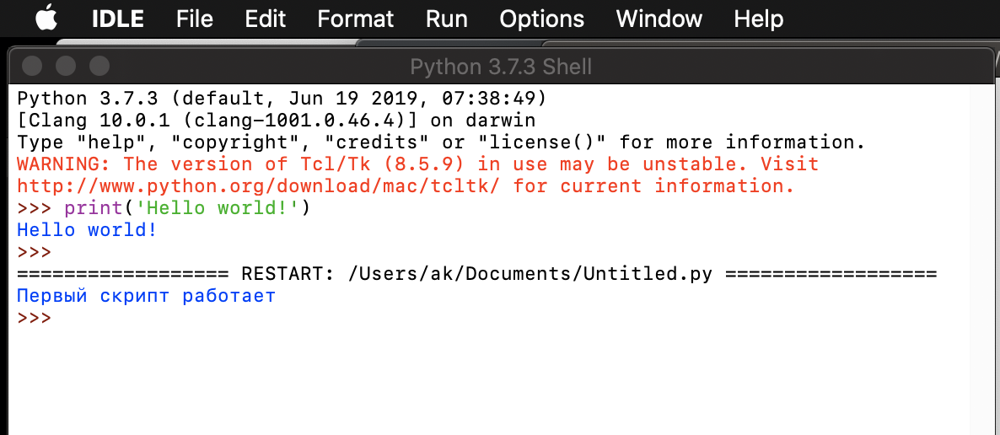 IDLE File Edit Format Run Options Window Help
Python 3.7.3 Shell
Python 3.7.3 (default, Jun 19 2019, 07:38:49)
[Clang 10.0.1 (clang-1001.0.46.4)] on darwin
Type "help", "copyright", "credits" or "license()" for more information.
WARNING: The version of Tcl/Tk (8.5.9) in use may be unstable. Visit
http://www.python.org/download/mac/tcltk/ for current information.
>>> print('Hello world!')
Hello world!
>>>
================== RESTART: /Users/ak/Documents/Untitled.py ==================
Первый скрипт работает
>>>